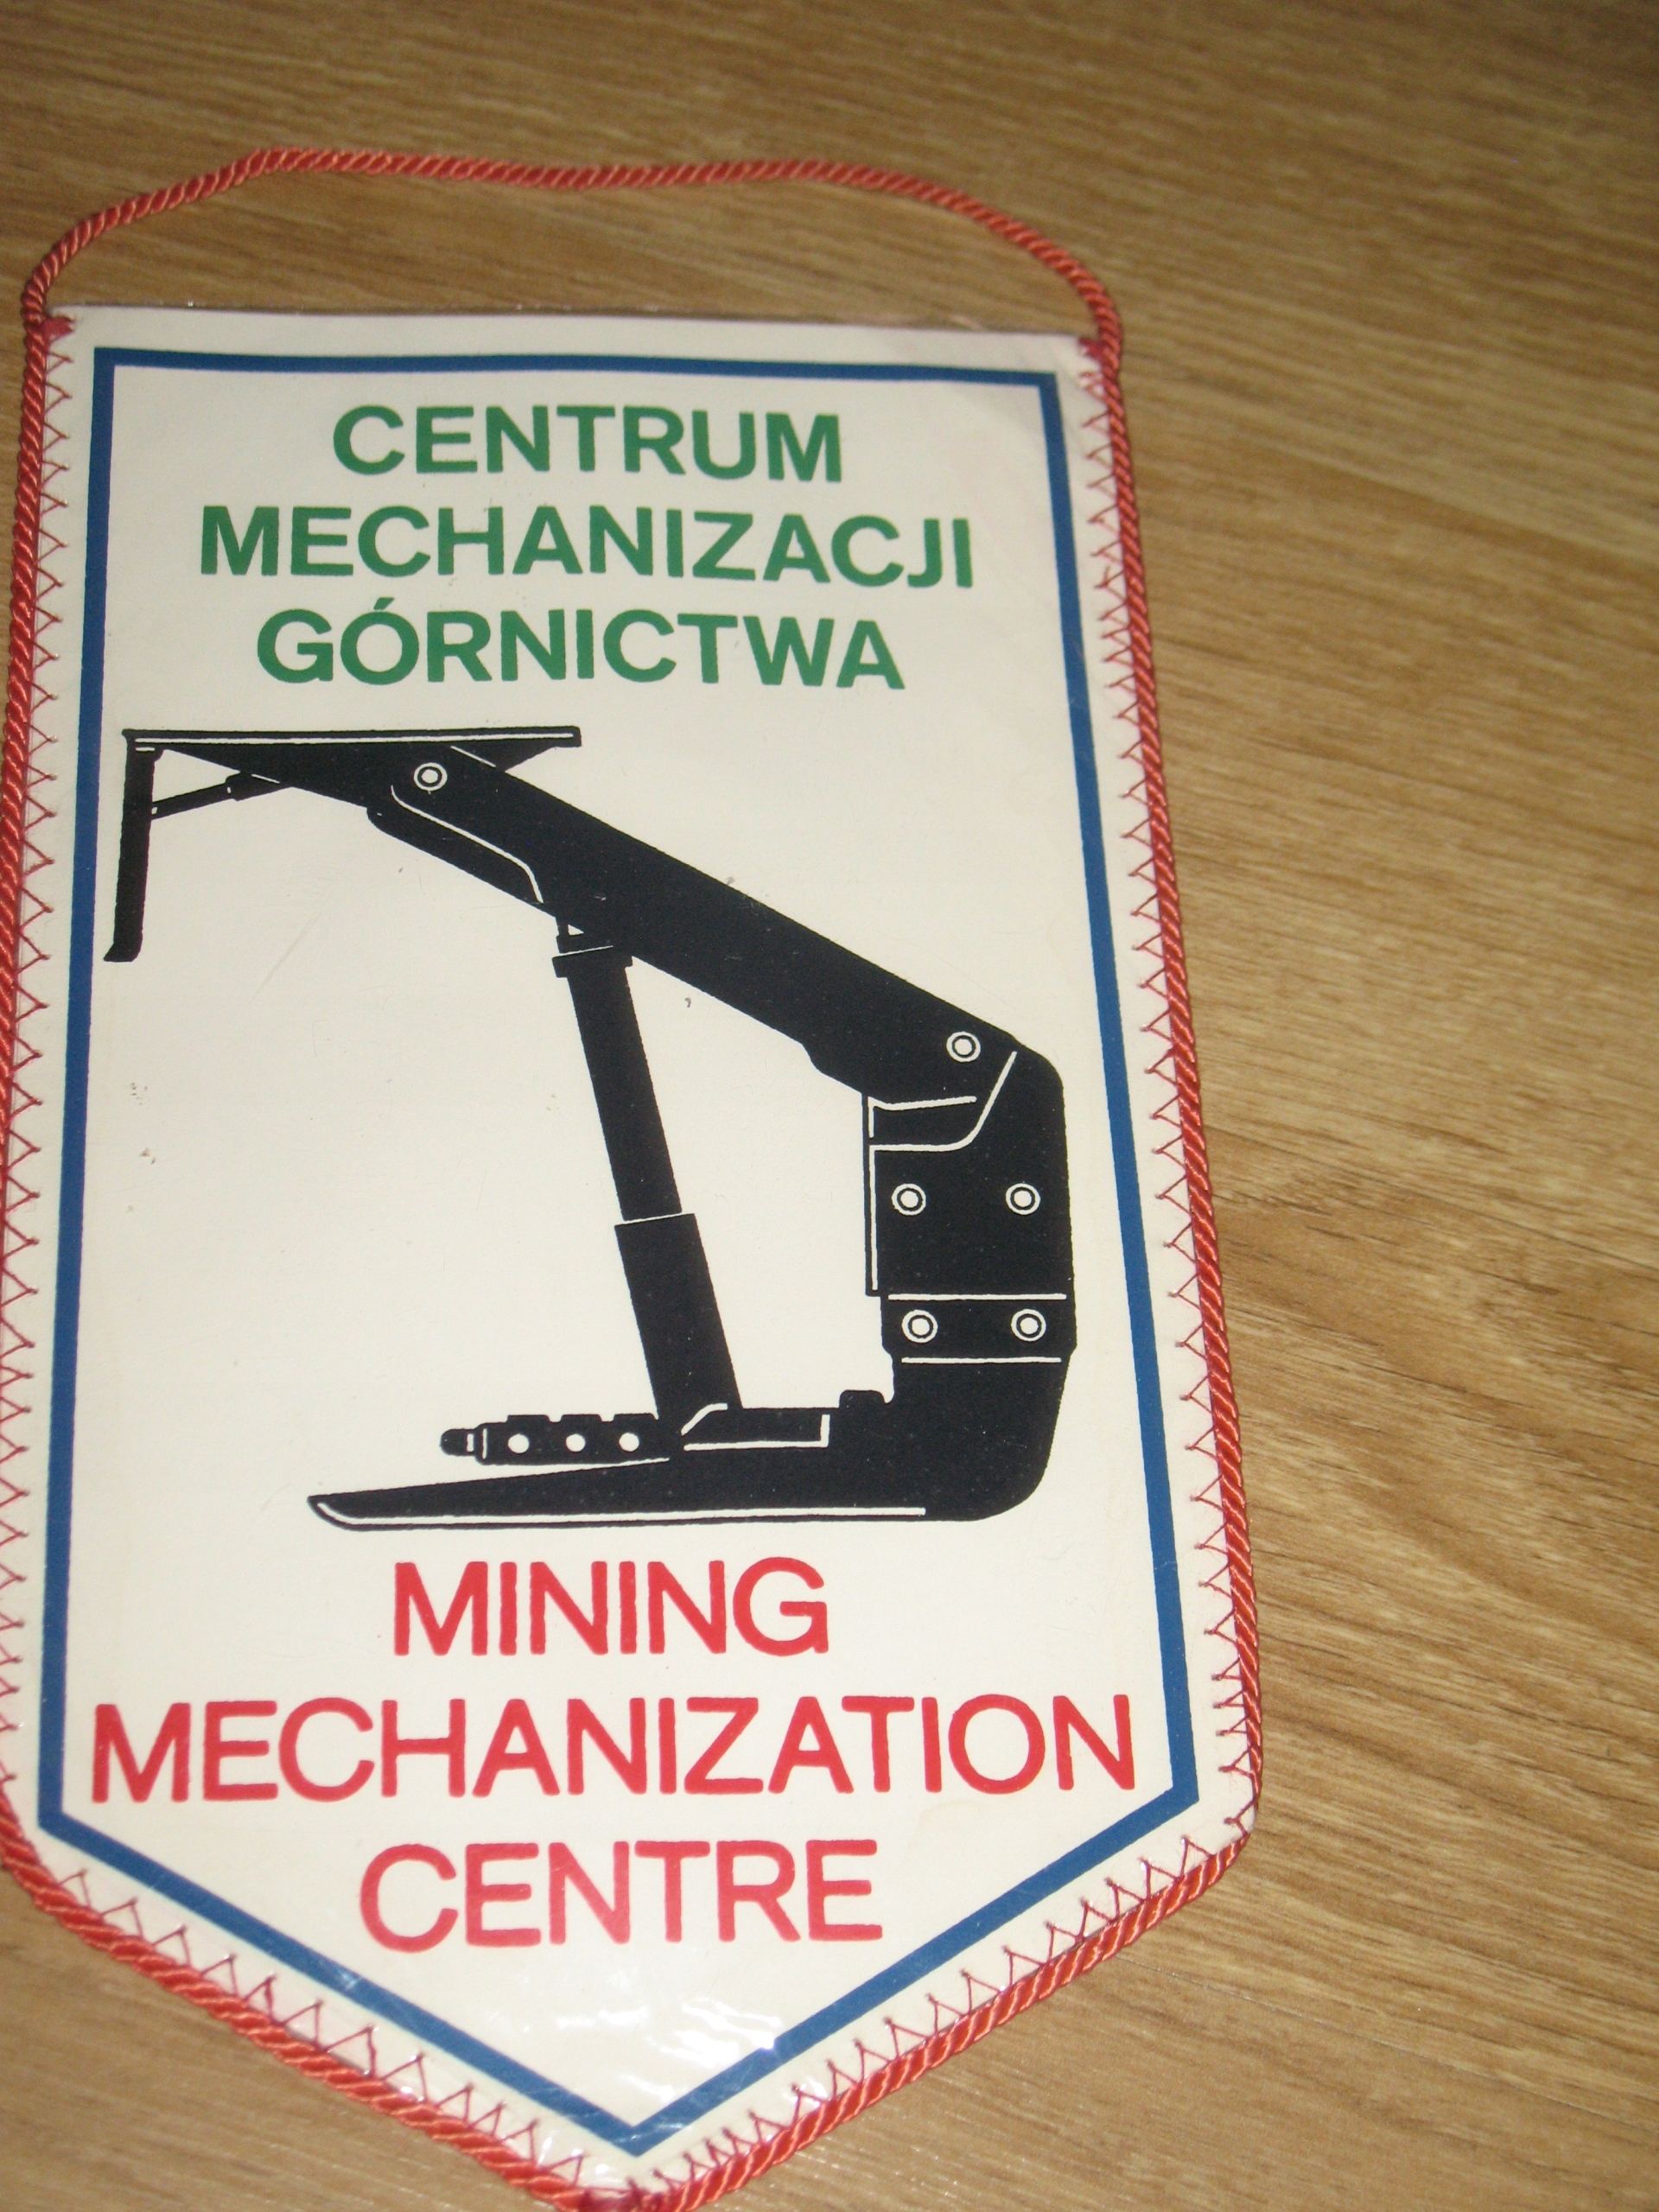 CENTRUM
MECHANIZACJI
GÓRNICTWA
MINING
MECHANIZATION
CENTRE